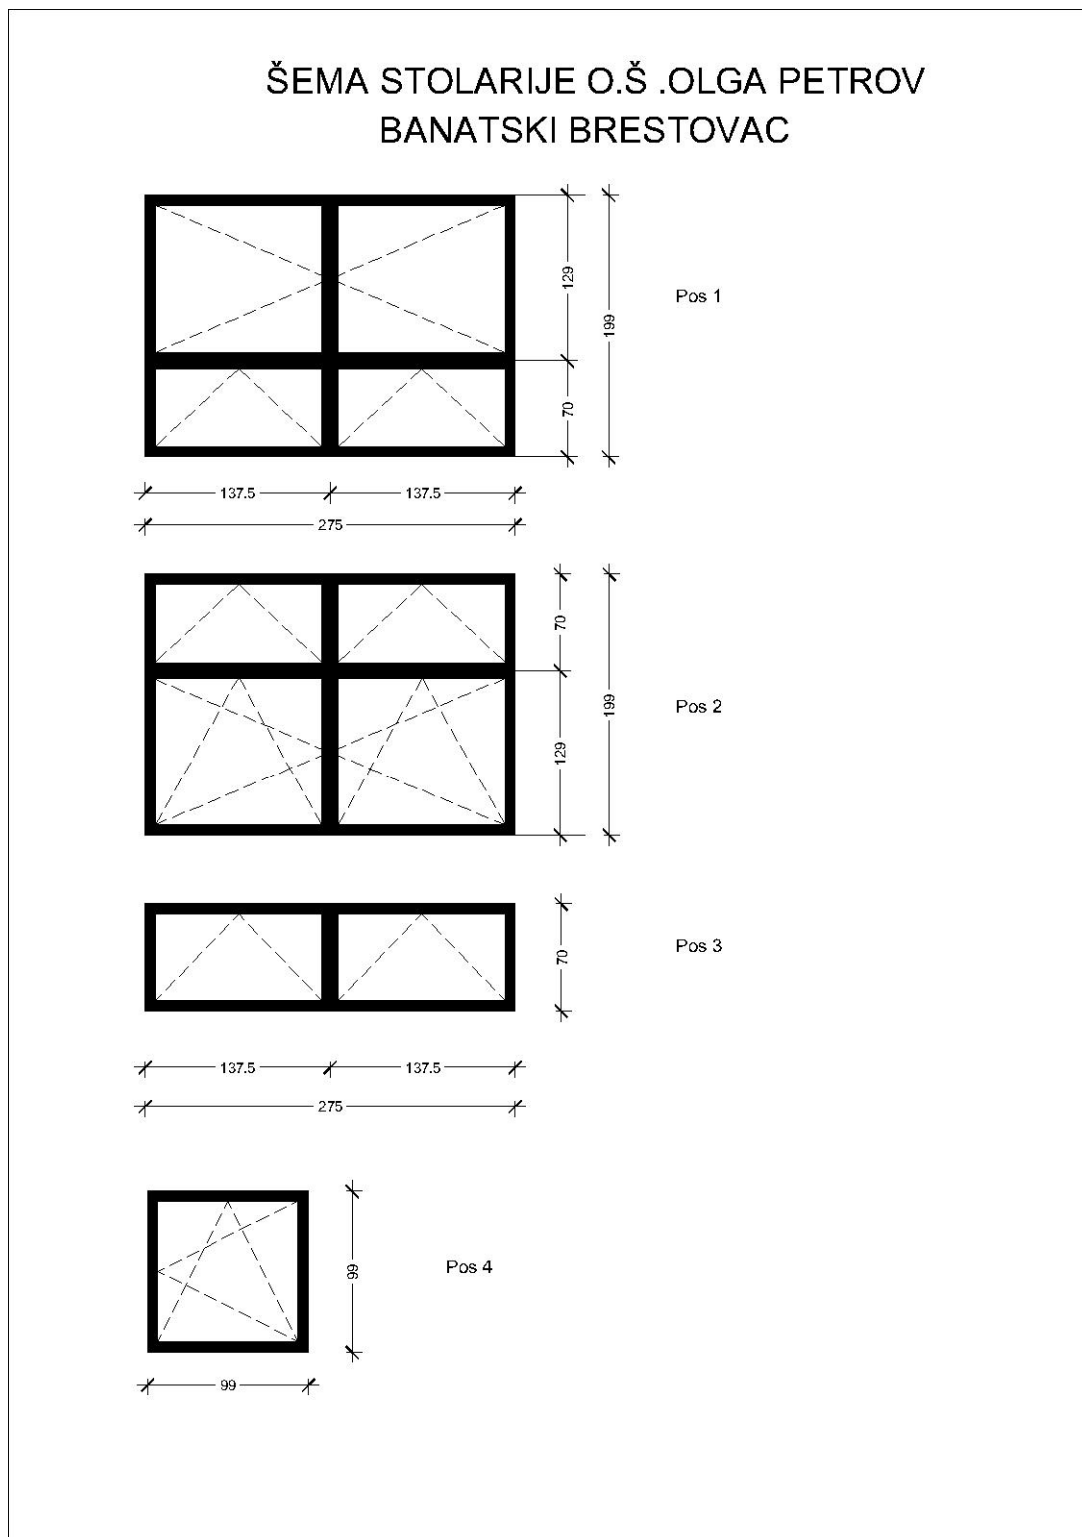 ŠEMA STOLARIJE O.Š .OLGA PETROV
BANATSKI BRESTOVAC
129
199
70
Pos 1
137.5 137.5
275
70
199
129
Pos 2
70
Pos 3
137.5 137.5
275
99
Pos 4
99